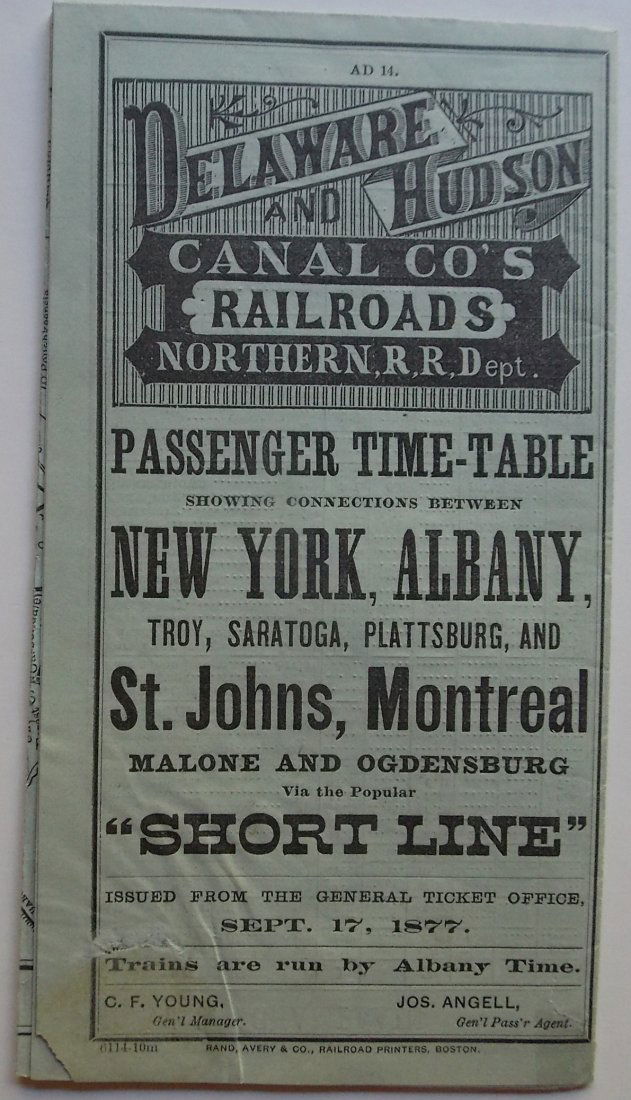 AD 14.
DELAWARE
AND HUDSON
CANAL CO'S
RAILROADS
NORTHERN, R, R, Dept.
PASSENGER TIME-TABLE
SHOWING CONNECTIONS BETWEEN
NEW YORK, ALBANY,
TROY, SARATOGA, PLATTSBURG, AND
St. Johns, Montreal
MALONE AND OGDENSBURG
Via the Popular
"SHORT LINE"
ISSUED FROM THE GENERAL TICKET OFFICE,
SEPT. 17, 1877.
Trains are run by Albany Time.
C. F. YOUNG, JOS. ANGELL,
Gen'l Manager. Gen'l Pass'r Agent.
6114-10m RAND, AVERY & CO., RAILROAD PRINTERS, BOSTON.